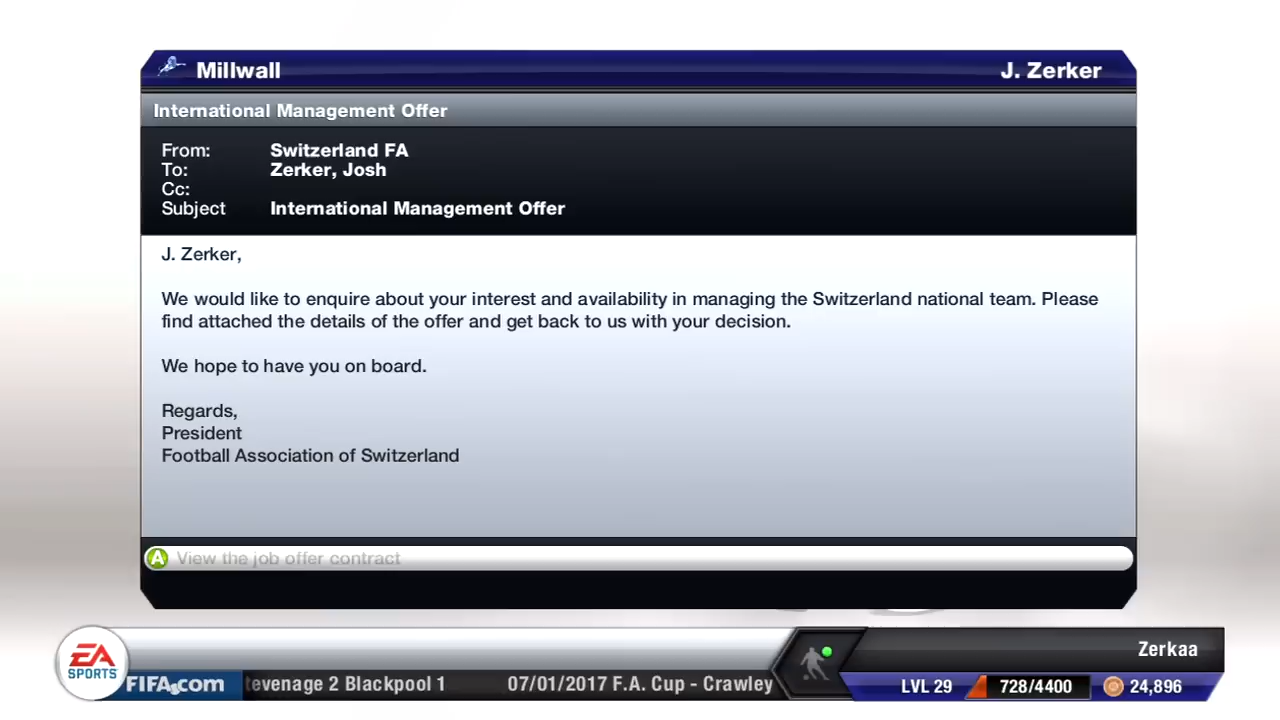 Millwall
J. Zerker
International Management Offer
From: Switzerland FA
To: Zerker, Josh
Cc:
Subject International Management Offer
J. Zerker,
We would like to enquire about your interest and availability in managing the Switzerland national team. Please
find attached the details of the offer and get back to us with your decision.
We hope to have you on board.
Regards,
President
Football Association of Switzerland
A View the job offer contract
Zerkaa
EA
SPORTS
FIFA.com
tevenage 2 Blackpool 1 07/01/2017 F.A. Cup - Crawley
LVL 29 728/4400 24,896